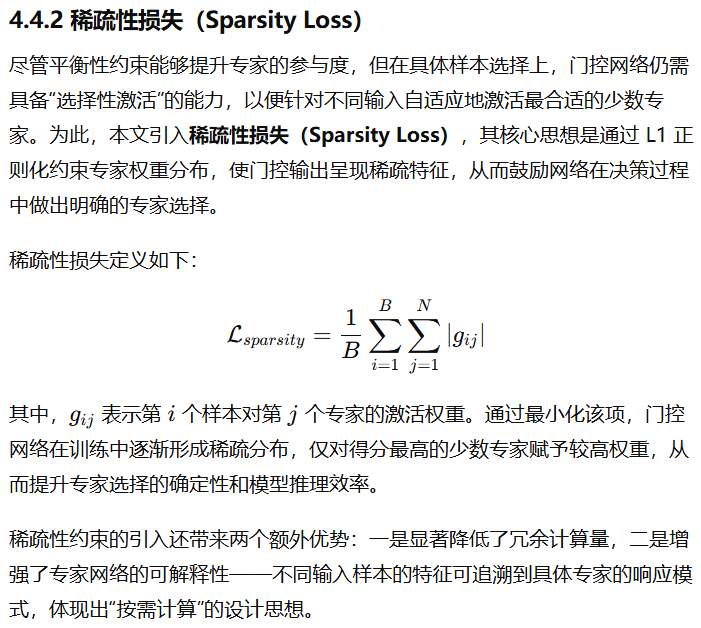 4.4.2 稀疏性损失（Sparsity Loss）
尽管平衡性约束能够提升专家的参与度，但在具体样本选择上，门控网络仍需
具备“选择性激活”的能力，以便针对不同输入自适应地激活最合适的少数专
家。为此，本文引入稀疏性损失（Sparsity Loss），其核心思想是通过 L1 正
则化约束专家权重分布，使门控输出呈现稀疏特征，从而鼓励网络在决策过程
中做出明确的专家选择。
稀疏性损失定义如下：
$\mathcal{L}_{sparsity} = \frac{1}{B} \sum_{i=1}^{B} \sum_{j=1}^{N} |g_{ij}|$
其中，$g_{ij}$ 表示第 $i$ 个样本对第 $j$ 个专家的激活权重。通过最小化该项，门控
网络在训练中逐渐形成稀疏分布，仅对得分最高的少数专家赋予较高权重，从
而提升专家选择的确定性和模型推理效率。
稀疏性约束的引入还带来两个额外优势：一是显著降低了冗余计算量，二是增
强了专家网络的可解释性——不同输入样本的特征可追溯到具体专家的响应模
式，体现出“按需计算”的设计思想。